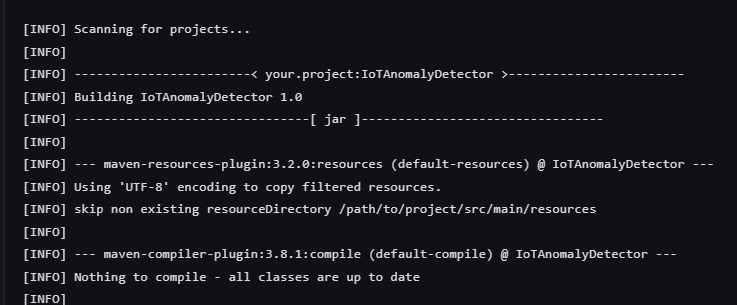 [INFO] Scanning for projects...
[INFO]
[INFO] ------------------------< your.project:IoTAnomalyDetector >------------------------
[INFO] Building IoTAnomalyDetector 1.0
[INFO] --------------------------------[ jar ]---------------------------------
[INFO]
[INFO] --- maven-resources-plugin:3.2.0:resources (default-resources) @ IoTAnomalyDetector ---
[INFO] Using 'UTF-8' encoding to copy filtered resources.
[INFO] skip non existing resourceDirectory /path/to/project/src/main/resources
[INFO]
[INFO] --- maven-compiler-plugin:3.8.1:compile (default-compile) @ IoTAnomalyDetector ---
[INFO] Nothing to compile - all classes are up to date
[INFO]